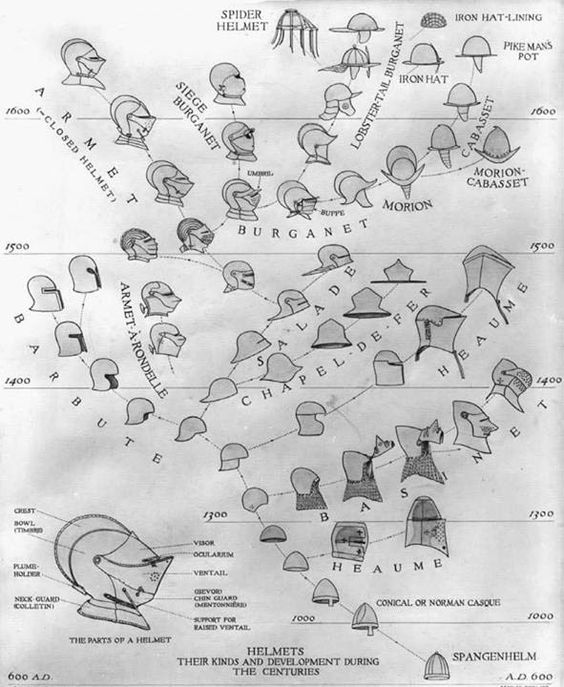 SPIDER
HELMET
IRON HAT-LINING
PIKEMAN'S
POT
IRON HAT
LOBSTER-TAIL BURGANET
CABASSET
SIEGE
BURGANET
ARMET
(=CLOSED HELMET)
1600
1600
UMBREL
BUFFE
MORION
MORION-
CABASSET
BURGANET
1500
1500
ARMET-À-RONDELLE
SALADE
CHAPEL-DE-FER
HEAUME
BARBUTE
1400
1400
BASINET
1300
1300
HEAUME
CREST
BOWL
(TIMBRE)
PLUME-
HOLDER
NECK-GUARD
(COLLETIN)
VISOR
OCULARIUM
VENTAIL
CHIN GUARD
(MENTONNIÈRE)
SUPPORT FOR
RAISED VENTAIL
THE PARTS OF A HELMET
CONICAL OR NORMAN CASQUE
1000
1000
HELMETS
THEIR KINDS AND DEVELOPMENT DURING
THE CENTURIES
SPANGENHELM
600 A.D.
A.D. 600